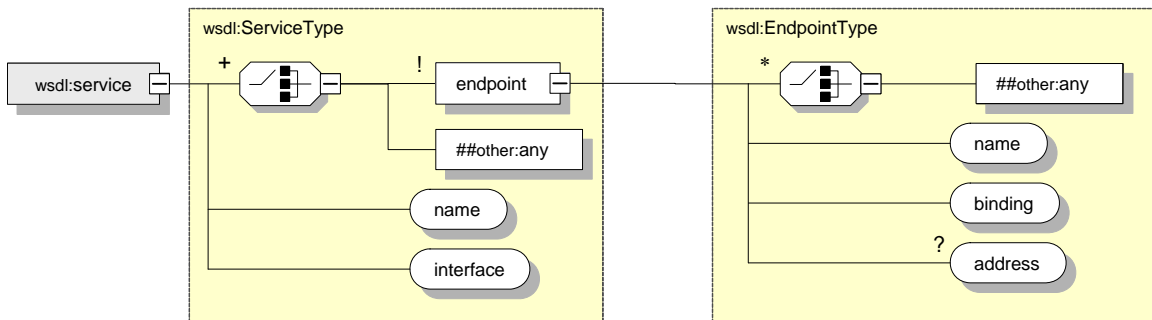 wsdl:ServiceType
wsdl:EndpointType
+
!
*
wsdl:service
endpoint
##other:any
##other:any
name
name
binding
interface
?
address